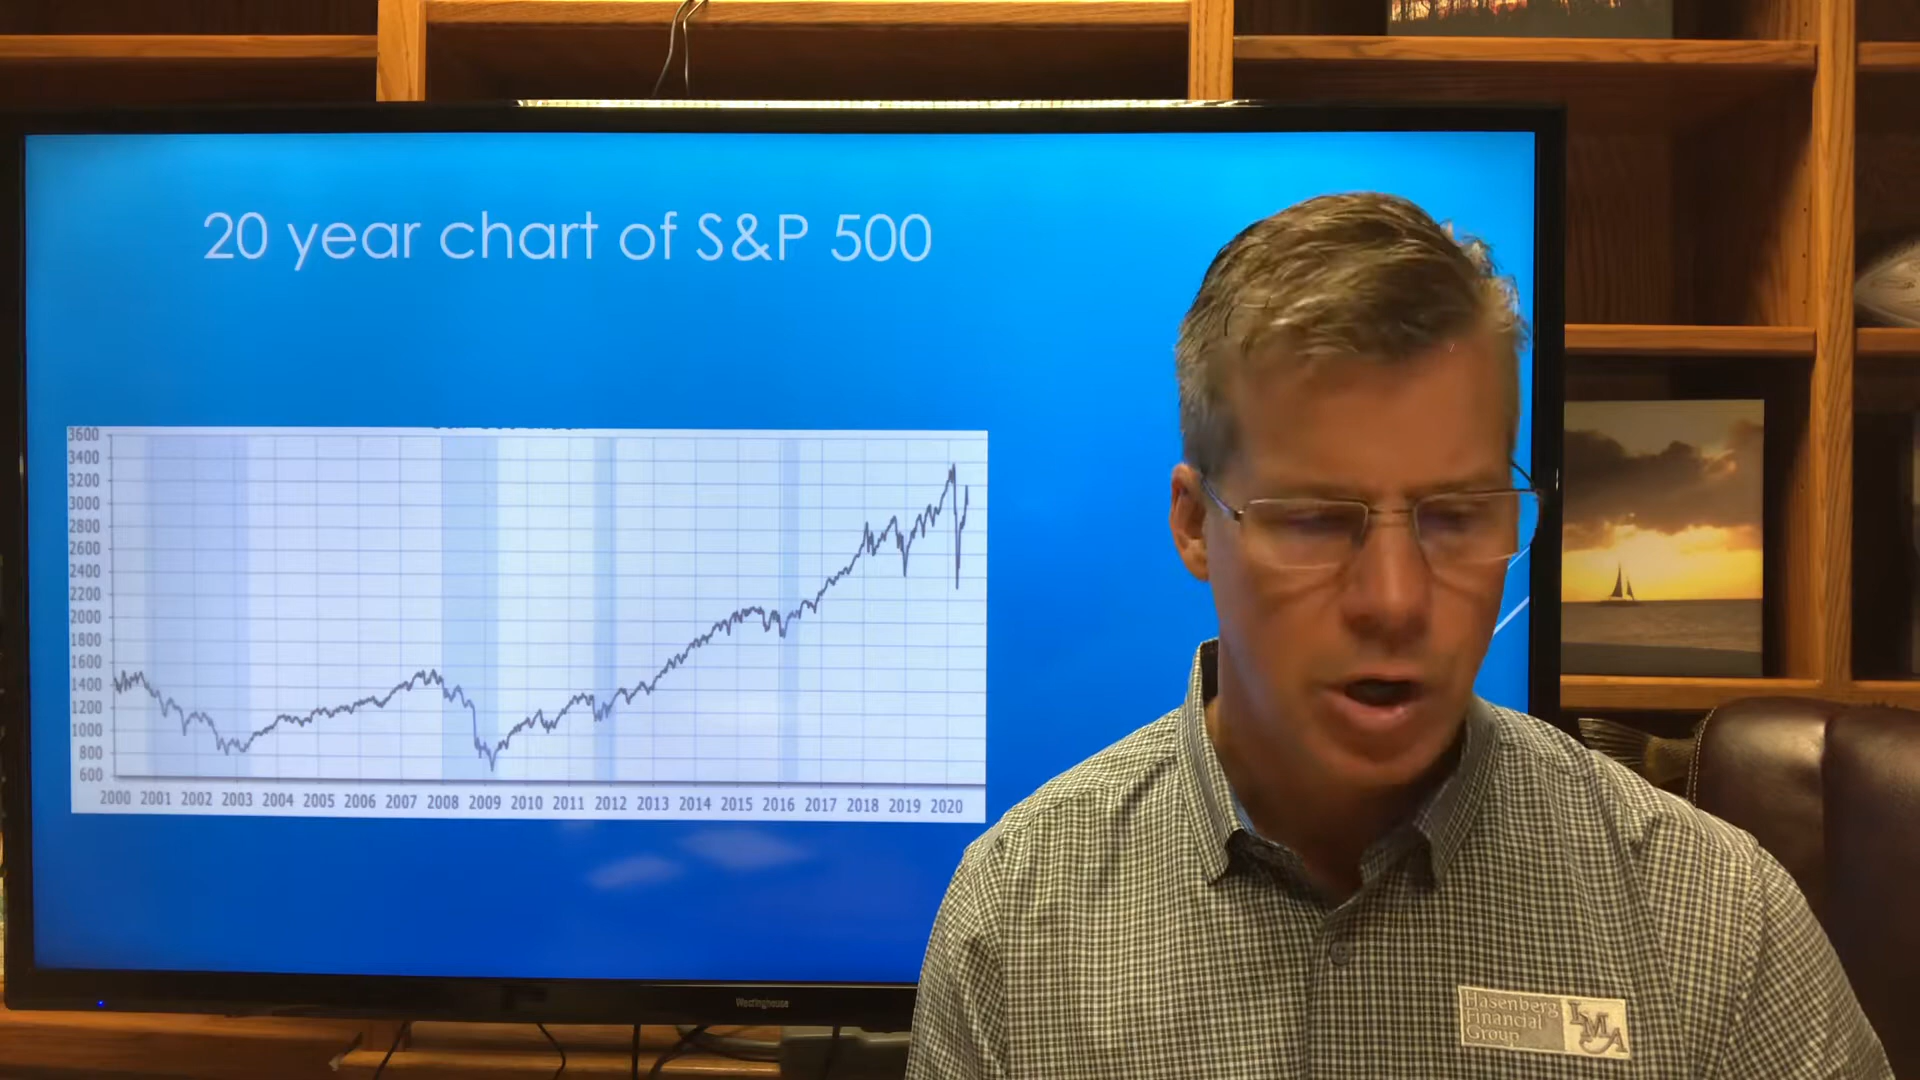 20 year chart of S&P 500
3600
3400
3200
3000
2800
2600
2400
2200
2000
1800
1600
1400
1200
1000
800
600
2000 2001 2002 2003 2004 2005 2006 2007 2008 2009 2010 2011 2012 2013 2014 2015 2016 2017 2018 2019 2020
Westinghouse
Hasenberg
Financial
Group
LMA